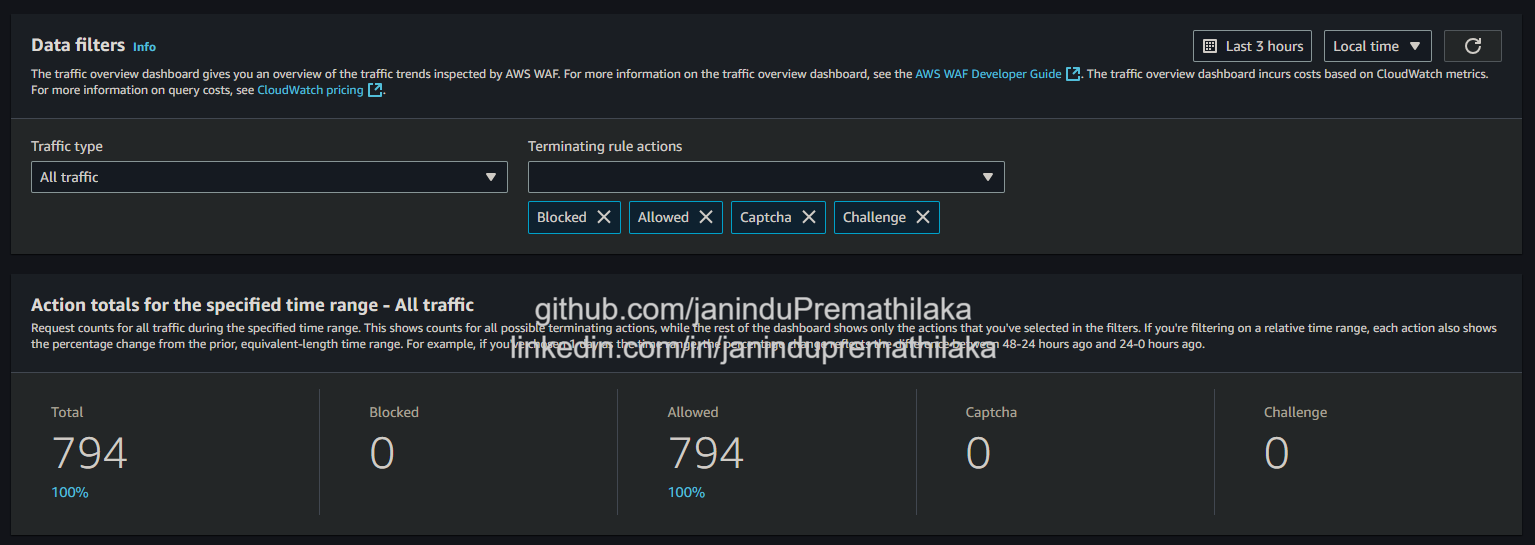 Data filters Info
Last 3 hours
Local time
The traffic overview dashboard gives you an overview of the traffic trends inspected by AWS WAF. For more information on the traffic overview dashboard, see the AWS WAF Developer Guide. The traffic overview dashboard incurs costs based on CloudWatch metrics.
For more information on query costs, see CloudWatch pricing.
Traffic type
Terminating rule actions
All traffic
Blocked
Allowed
Captcha
Challenge
Action totals for the specified time range - All traffic
github.com/janinduPremathilaka
Request counts for all traffic during the specified time range. This shows counts for all possible terminating actions, while the rest of the dashboard shows only the actions that you've selected in the filters. If you're filtering on a relative time range, each action also shows
the percentage change from the prior, equivalent-length time range. For example, if you've chosen 1 day as the time range, the percentage change reflects the difference between 48-24 hours ago and 24-0 hours ago.
linkedin.com/in/janindupremathilaka
Total
Blocked
Allowed
Captcha
Challenge
794
0
794
0
0
100%
100%